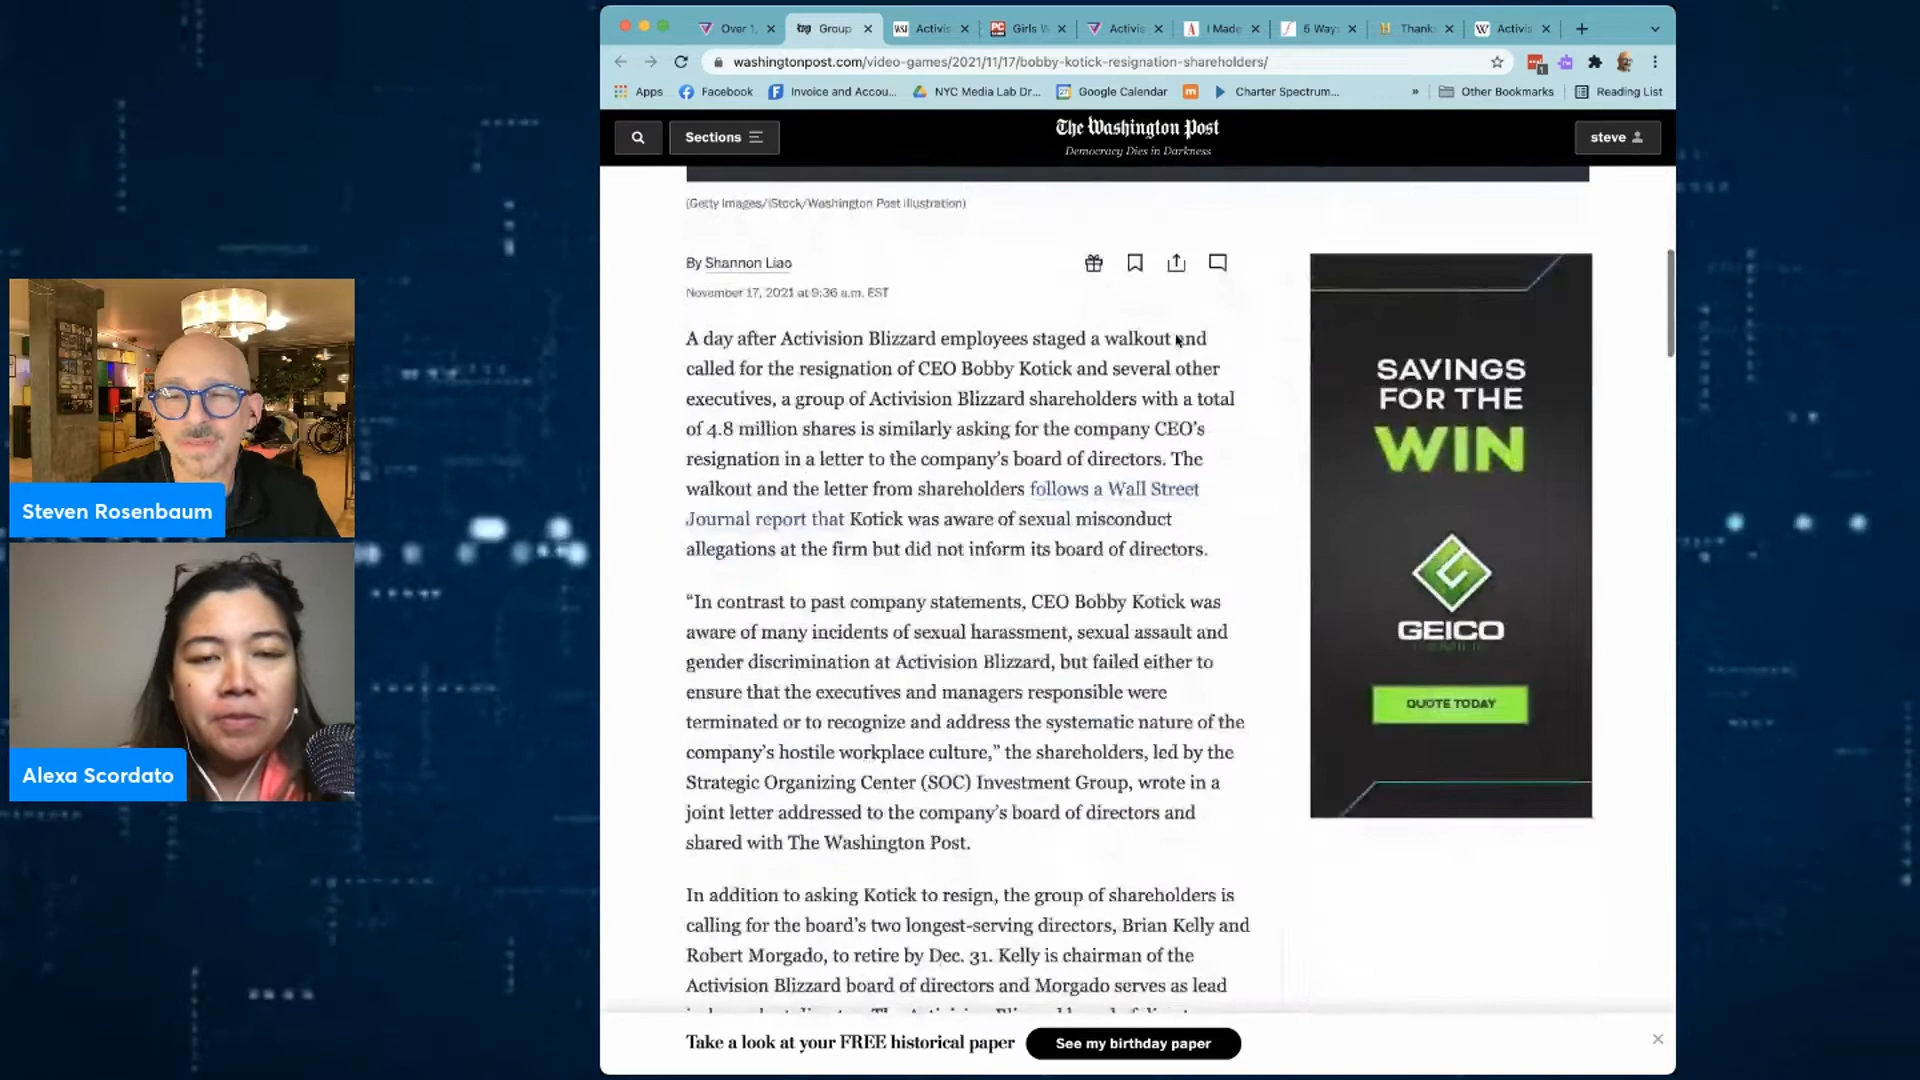 Over 1,
Group
WSJ
Activis
PC
Girls V
Activis
A
I Made
f
5 Way
H
Thank
W
Activis
washingtonpost.com/video-games/2021/11/17/bobby-kotick-resignation-shareholders/
1
Apps
Facebook
Invoice and Accou...
NYC Media Lab Dr...
Google Calendar
m
Charter Spectrum...
»
Other Bookmarks
Reading List
Sections
The Washington Post
Democracy Dies in Darkness
steve
(Getty Images/iStock/Washington Post illustration)
By Shannon Liao
November 17, 2021 at 9:36 a.m. EST
A day after Activision Blizzard employees staged a walkout and
called for the resignation of CEO Bobby Kotick and several other
executives, a group of Activision Blizzard shareholders with a total
of 4.8 million shares is similarly asking for the company CEO's
resignation in a letter to the company's board of directors. The
walkout and the letter from shareholders follows a Wall Street
Journal report that Kotick was aware of sexual misconduct
allegations at the firm but did not inform its board of directors.
“In contrast to past company statements, CEO Bobby Kotick was
aware of many incidents of sexual harassment, sexual assault and
gender discrimination at Activision Blizzard, but failed either to
ensure that the executives and managers responsible were
terminated or to recognize and address the systematic nature of the
company's hostile workplace culture,” the shareholders, led by the
Strategic Organizing Center (SOC) Investment Group, wrote in a
joint letter addressed to the company's board of directors and
shared with The Washington Post.
In addition to asking Kotick to resign, the group of shareholders is
calling for the board's two longest-serving directors, Brian Kelly and
Robert Morgado, to retire by Dec. 31. Kelly is chairman of the
Activision Blizzard board of directors and Morgado serves as lead
SAVINGS
FOR THE
WIN
GEICO
QUOTE TODAY
Take a look at your FREE historical paper
See my birthday paper
Steven Rosenbaum
Alexa Scordato